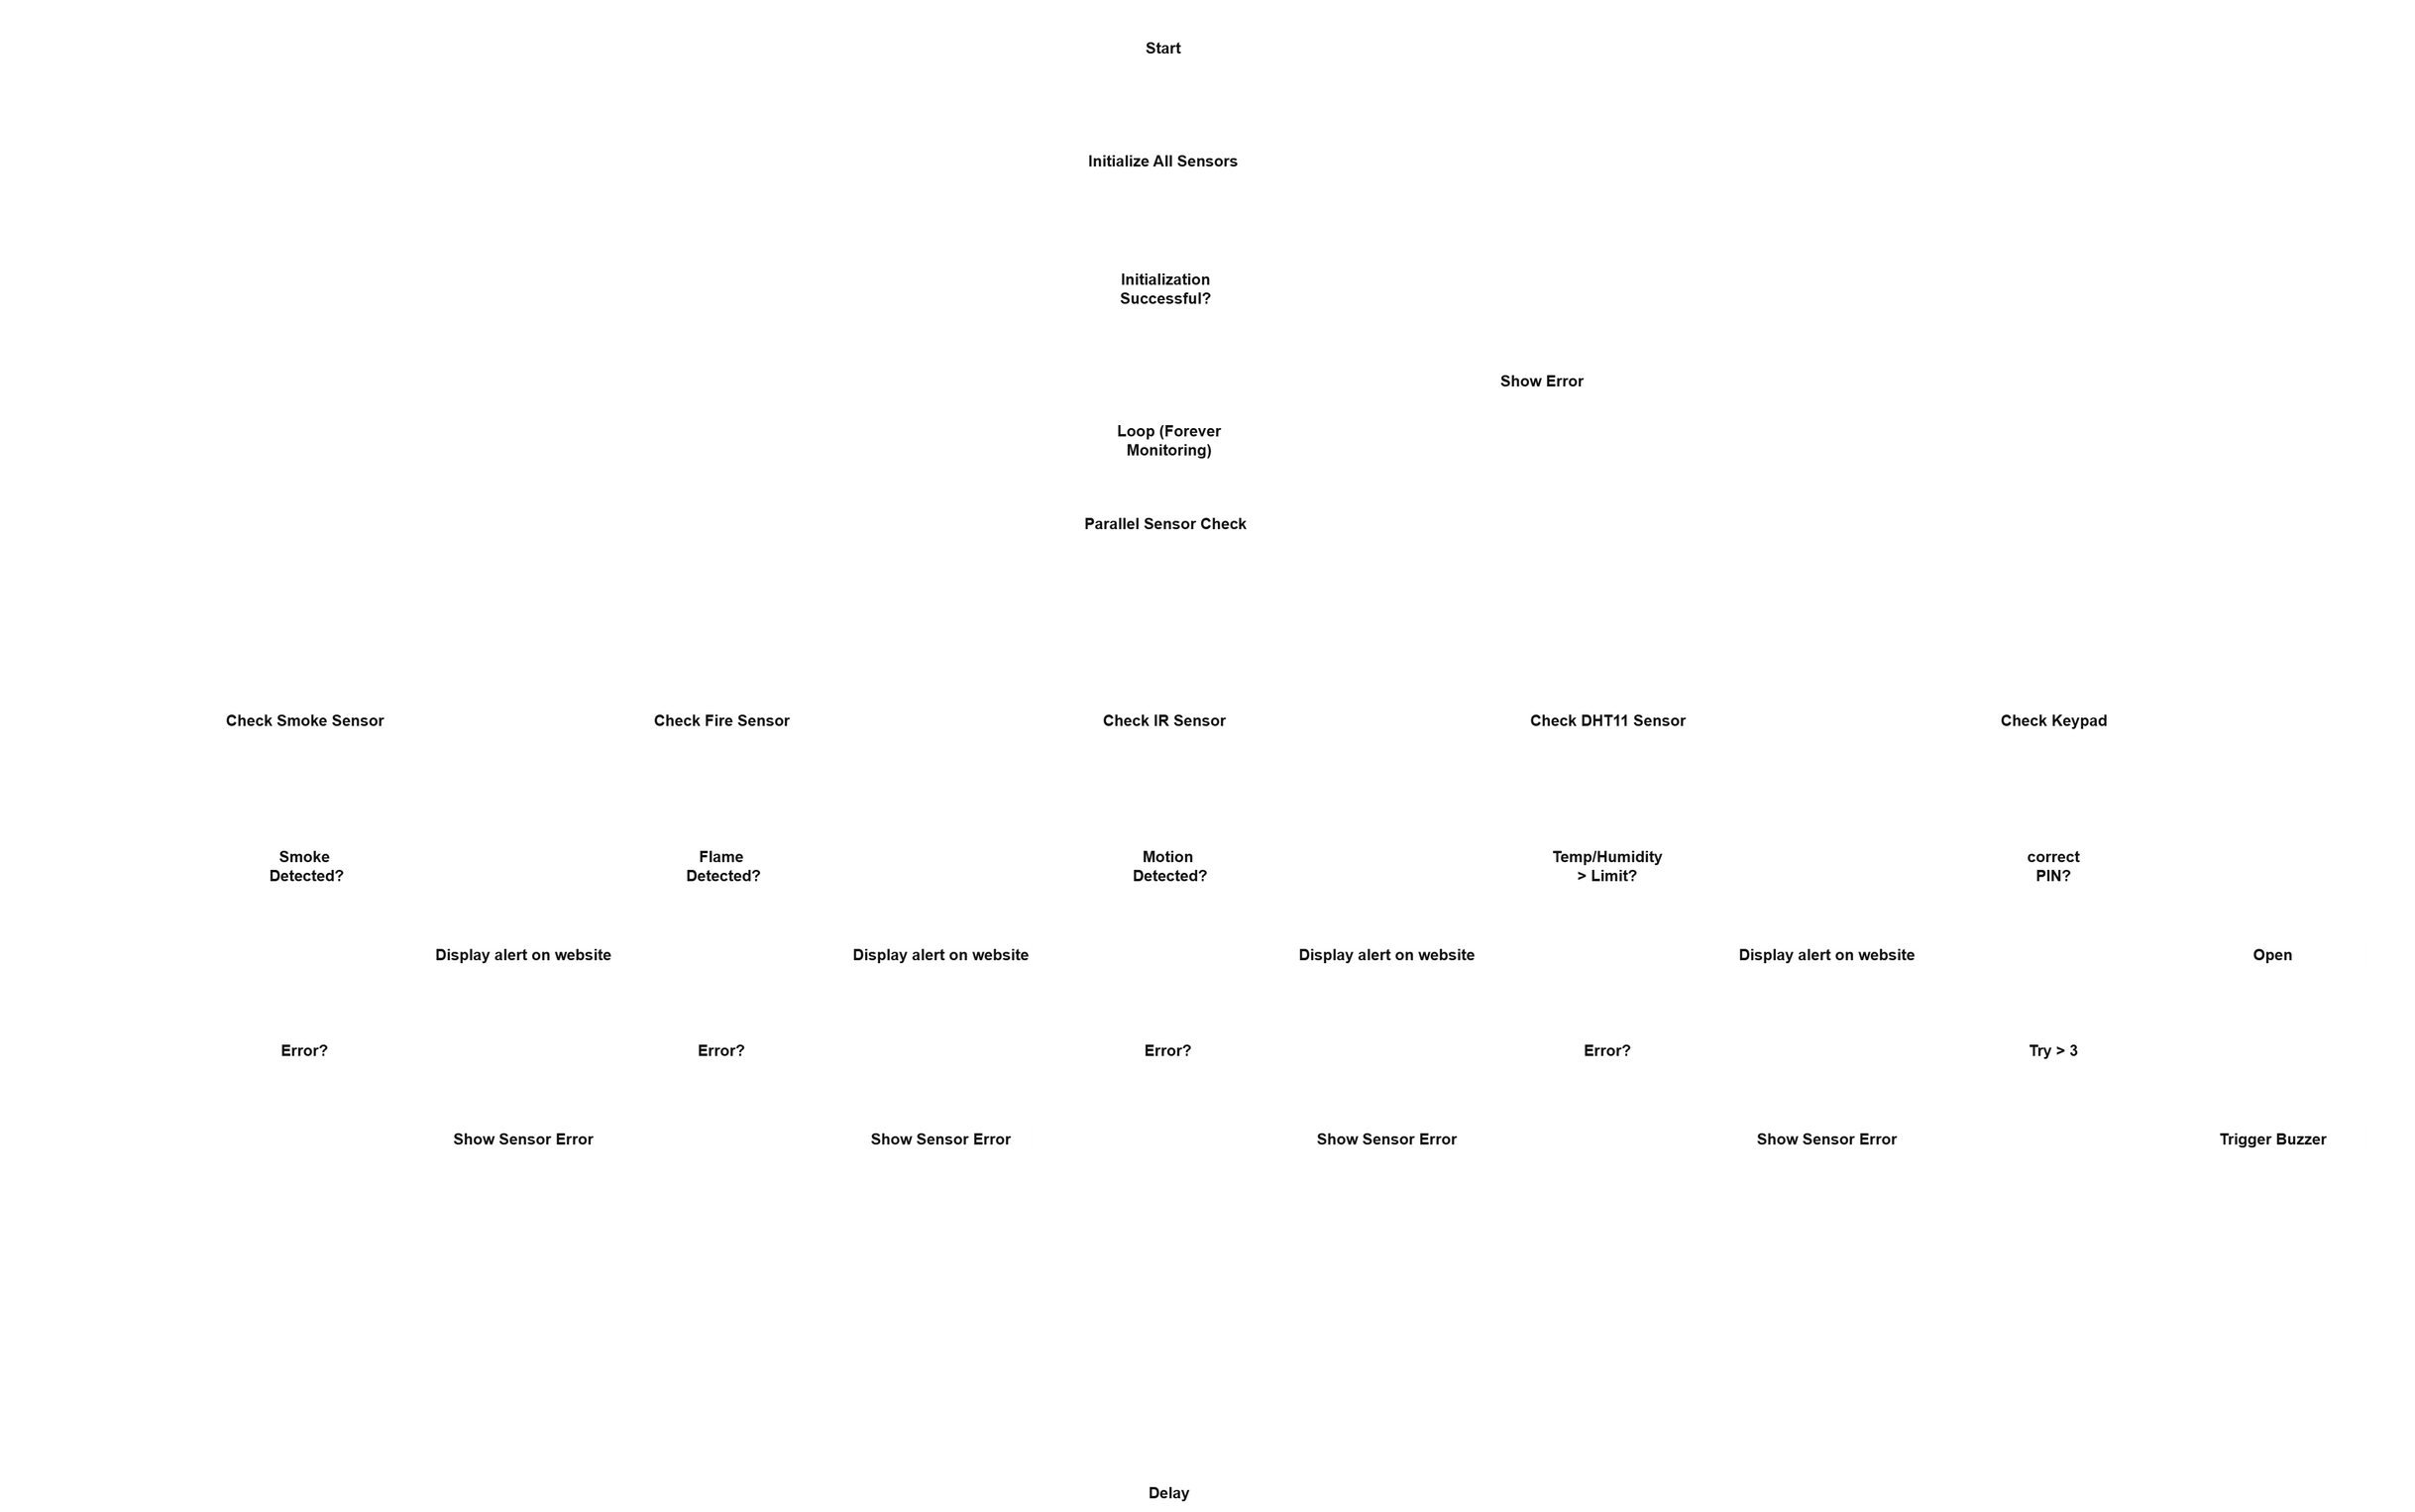 Start
Initialize All Sensors
Initialization
Successful?
Show Error
Loop (Forever
Monitoring)
Parallel Sensor Check
Check Smoke Sensor
Check Fire Sensor
Check IR Sensor
Check DHT11 Sensor
Check Keypad
Smoke
Detected?
Flame
Detected?
Motion
Detected?
Temp/Humidity
> Limit?
correct
PIN?
Display alert on website
Display alert on website
Display alert on website
Display alert on website
Open
Error?
Error?
Error?
Error?
Try > 3
Show Sensor Error
Show Sensor Error
Show Sensor Error
Show Sensor Error
Trigger Buzzer
Delay